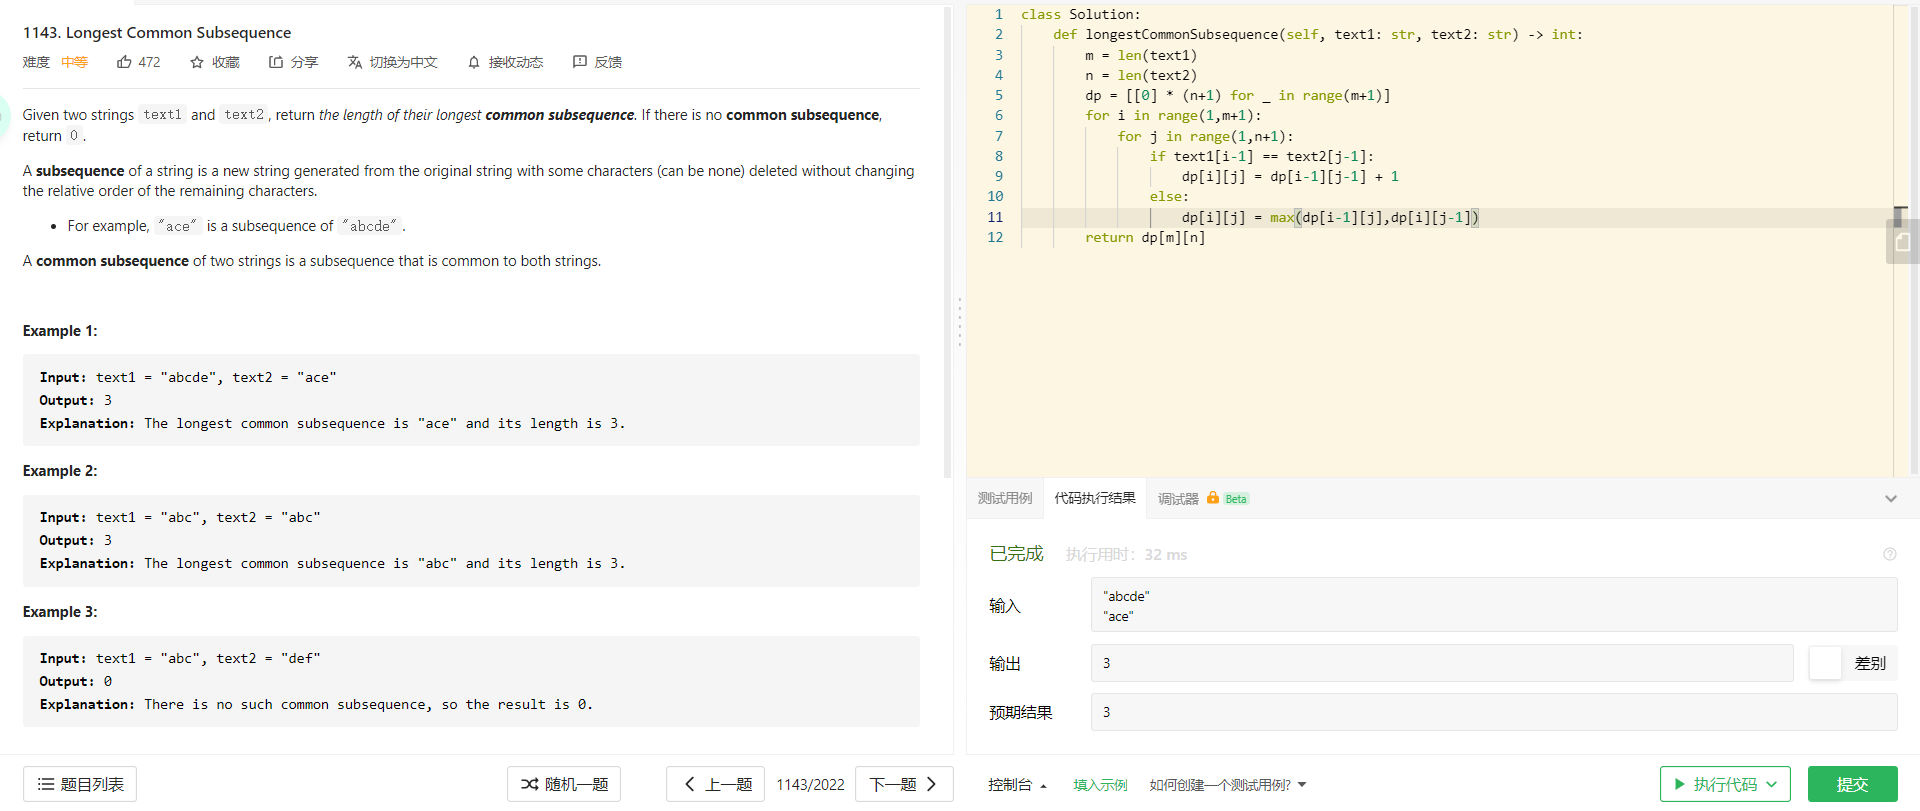 1143. Longest Common Subsequence
难度 中等 472 收藏 分享 切换为中文 接收动态 反馈
Given two strings text1 and text2, return the length of their longest common subsequence. If there is no common subsequence,
return 0.
A subsequence of a string is a new string generated from the original string with some characters (can be none) deleted without changing
the relative order of the remaining characters.
• For example, "ace" is a subsequence of "abcde".
A common subsequence of two strings is a subsequence that is common to both strings.
Example 1:
Input: text1 = "abcde", text2 = "ace"
Output: 3
Explanation: The longest common subsequence is "ace" and its length is 3.
Example 2:
Input: text1 = "abc", text2 = "abc"
Output: 3
Explanation: The longest common subsequence is "abc" and its length is 3.
Example 3:
Input: text1 = "abc", text2 = "def"
Output: 0
Explanation: There is no such common subsequence, so the result is 0.
题目列表 随机一题 上一题 1143/2022 下一题
1 class Solution:
2 def longestCommonSubsequence(self, text1: str, text2: str) -> int:
3 m = len(text1)
4 n = len(text2)
5 dp = [[0] * (n+1) for _ in range(m+1)]
6 for i in range(1,m+1):
7 for j in range(1,n+1):
8 if text1[i-1] == text2[j-1]:
9 dp[i][j] = dp[i-1][j-1] + 1
10 else:
11 dp[i][j] = max(dp[i-1][j],dp[i][j-1])
12 return dp[m][n]
测试用例 代码执行结果 调试器 Beta
已完成 执行用时: 32 ms
输入
"abcde"
"ace"
输出 3 差别
预期结果 3
控制台 填入示例 如何创建一个测试用例? 执行代码 提交